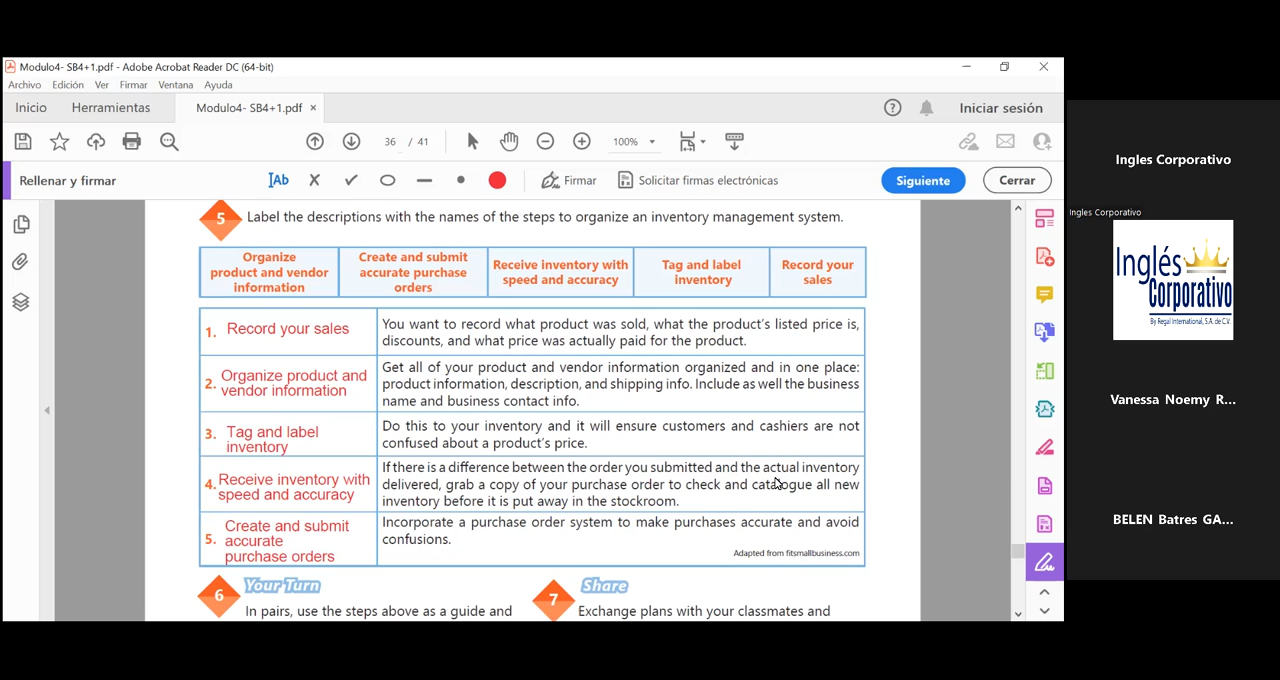 Modulo4- SB4+1.pdf - Adobe Acrobat Reader DC (64-bit)
Archivo Edición Ver Firmar Ventana Ayuda
Inicio Herramientas Modulo4- SB4+1.pdf × Iniciar sesión
36 / 41 100%
Rellenar y firmar Ab Firmar Solicitar firmas electrónicas Siguiente Cerrar
5 Label the descriptions with the names of the steps to organize an inventory management system.
Organize
product and vendor
information
Create and submit
accurate purchase
orders
Receive inventory with
speed and accuracy
Tag and label
inventory
Record your
sales
1. Record your sales
You want to record what product was sold, what the product's listed price is,
discounts, and what price was actually paid for the product.
2. Organize product and
vendor information
Get all of your product and vendor information organized and in one place:
product information, description, and shipping info. Include as well the business
name and business contact info.
3. Tag and label
inventory
Do this to your inventory and it will ensure customers and cashiers are not
confused about a product's price.
4. Receive inventory with
speed and accuracy
If there is a difference between the order you submitted and the actual inventory
delivered, grab a copy of your purchase order to check and catalogue all new
inventory before it is put away in the stockroom.
5. Create and submit
accurate
purchase orders
Incorporate a purchase order system to make purchases accurate and avoid
confusions.
Adapted from fitsmallbusiness.com
6 Your Turn
In pairs, use the steps above as a guide and
7 Share
Exchange plans with your classmates and
Ingles Corporativo
Ingles Corporativo
Inglés
Corporativo
By Regal International, S.A. de C.V.
Vanessa Noemy R...
BELEN Batres GA...